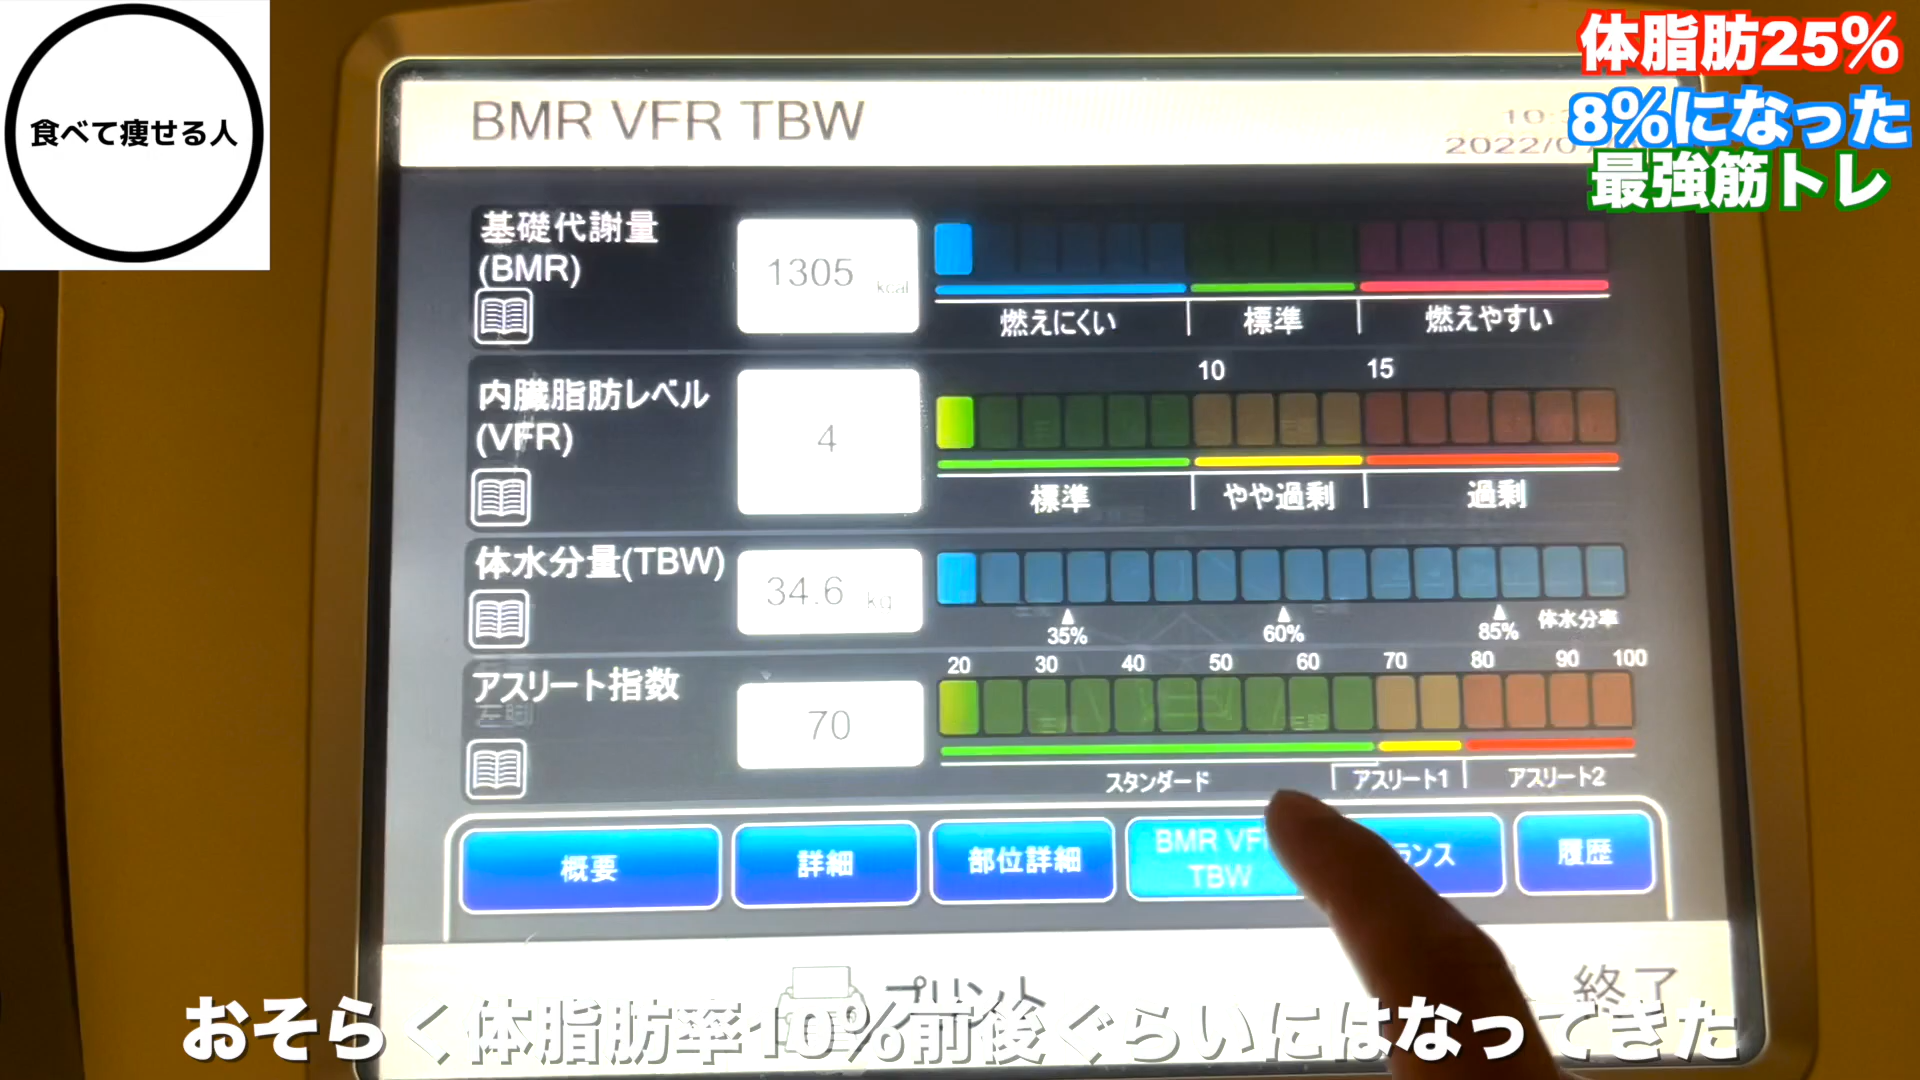 食べて痩せる人
体脂肪25%
8%になった
最強筋トレ
BMR VFR TBW
基礎代謝量
(BMR)
1305 kcal
燃えにくい 標準 燃えやすい
10 15
内臓脂肪レベル
(VFR)
4
標準 やや過剰 過剰
体水分量(TBW)
34.6 kg
35% 60% 85% 体水分率
20 30 40 50 60 70 80 90 100
アスリート指数
70
スタンダード アスリート1 アスリート2
概要 詳細 部位詳細 BMR VF
TBW
ランス 履歴
プリント 終了
おそらく体脂肪率10%前後ぐらいにはなってきた